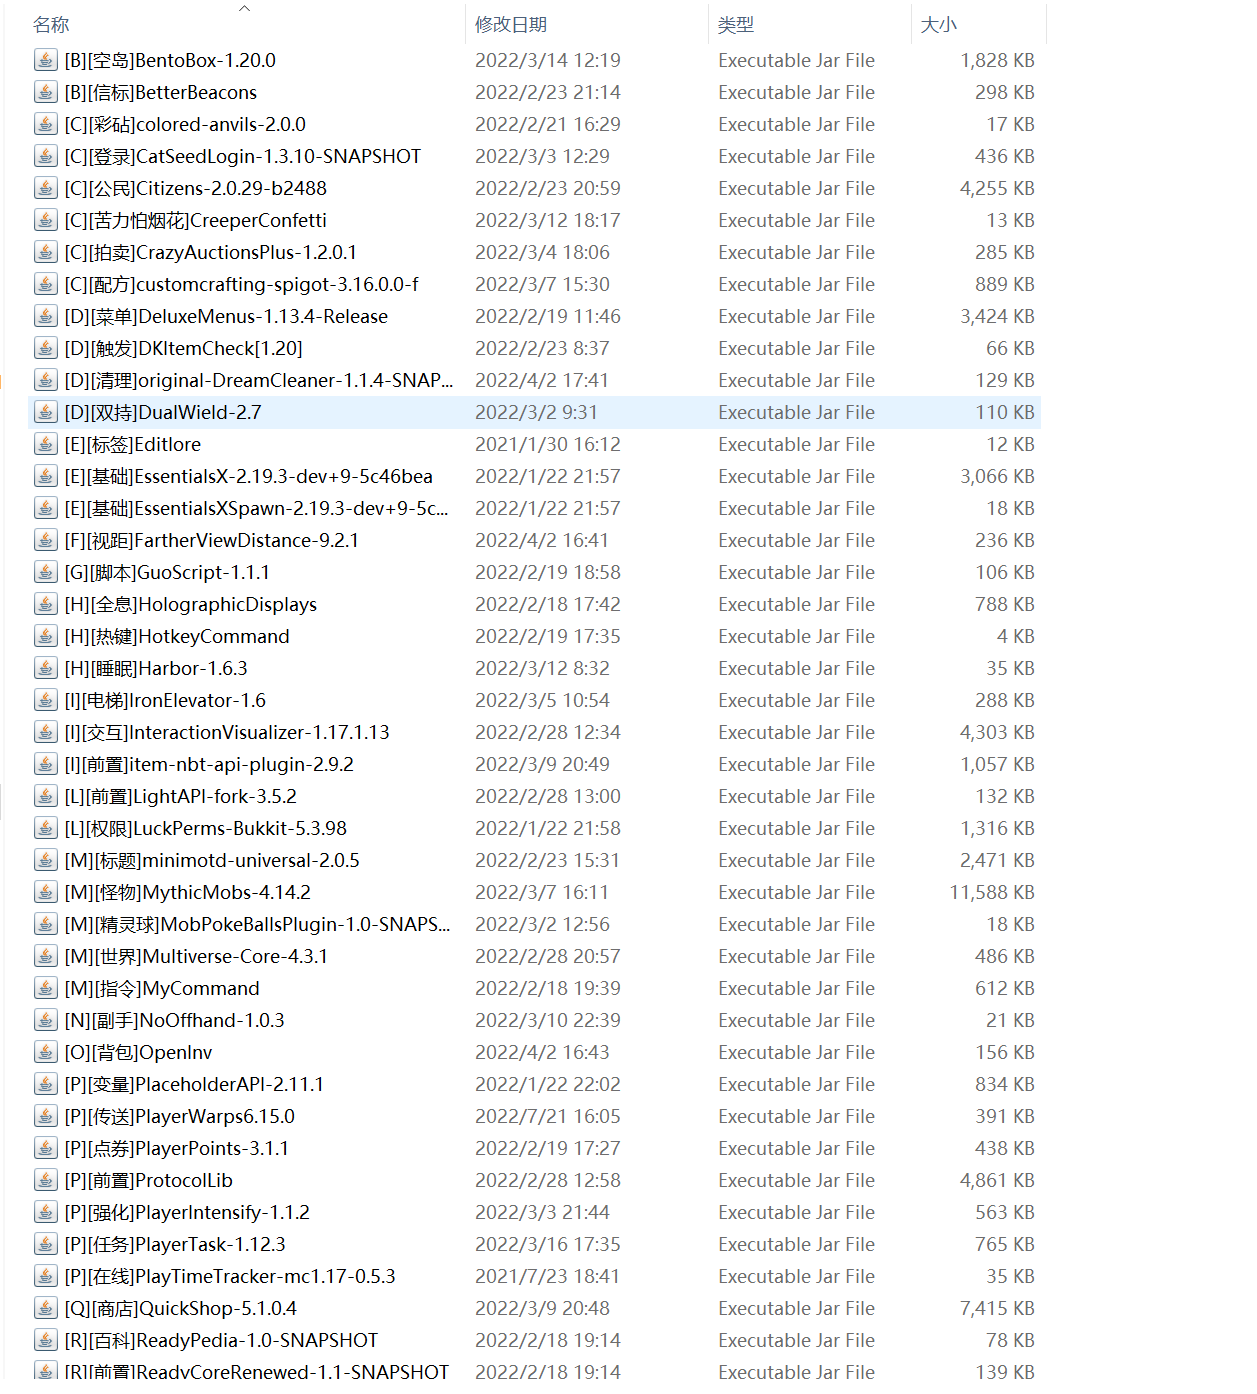 名称 修改日期 类型 大小
[B][空岛]BentoBox-1.20.0 2022/3/14 12:19 Executable Jar File 1,828 KB
[B][信标]BetterBeacons 2022/2/23 21:14 Executable Jar File 298 KB
[C][彩砧]colored-anvils-2.0.0 2022/2/21 16:29 Executable Jar File 17 KB
[C][登录]CatSeedLogin-1.3.10-SNAPSHOT 2022/3/3 12:29 Executable Jar File 436 KB
[C][公民]Citizens-2.0.29-b2488 2022/2/23 20:59 Executable Jar File 4,255 KB
[C][苦力怕烟花]CreeperConfetti 2022/3/12 18:17 Executable Jar File 13 KB
[C][拍卖]CrazyAuctionsPlus-1.2.0.1 2022/3/4 18:06 Executable Jar File 285 KB
[C][配方]customcrafting-spigot-3.16.0.0-f 2022/3/7 15:30 Executable Jar File 889 KB
[D][菜单]DeluxeMenus-1.13.4-Release 2022/2/19 11:46 Executable Jar File 3,424 KB
[D][触发]DKItemCheck[1.20] 2022/2/23 8:37 Executable Jar File 66 KB
[D][清理]original-DreamCleaner-1.1.4-SNAP... 2022/4/2 17:41 Executable Jar File 129 KB
[D][双持]DualWield-2.7 2022/3/2 9:31 Executable Jar File 110 KB
[E][标签]Editlore 2021/1/30 16:12 Executable Jar File 12 KB
[E][基础]EssentialsX-2.19.3-dev+9-5c46bea 2022/1/22 21:57 Executable Jar File 3,066 KB
[E][基础]EssentialsXSpawn-2.19.3-dev+9-5c... 2022/1/22 21:57 Executable Jar File 18 KB
[F][视距]FartherViewDistance-9.2.1 2022/4/2 16:41 Executable Jar File 236 KB
[G][脚本]GuoScript-1.1.1 2022/2/19 18:58 Executable Jar File 106 KB
[H][全息]HolographicDisplays 2022/2/18 17:42 Executable Jar File 788 KB
[H][热键]HotkeyCommand 2022/2/19 17:35 Executable Jar File 4 KB
[H][睡眠]Harbor-1.6.3 2022/3/12 8:32 Executable Jar File 35 KB
[I][电梯]IronElevator-1.6 2022/3/5 10:54 Executable Jar File 288 KB
[I][交互]InteractionVisualizer-1.17.1.13 2022/2/28 12:34 Executable Jar File 4,303 KB
[I][前置]item-nbt-api-plugin-2.9.2 2022/3/9 20:49 Executable Jar File 1,057 KB
[L][前置]LightAPI-fork-3.5.2 2022/2/28 13:00 Executable Jar File 132 KB
[L][权限]LuckPerms-Bukkit-5.3.98 2022/1/22 21:58 Executable Jar File 1,316 KB
[M][标题]minimotd-universal-2.0.5 2022/2/23 15:31 Executable Jar File 2,471 KB
[M][怪物]MythicMobs-4.14.2 2022/3/7 16:11 Executable Jar File 11,588 KB
[M][精灵球]MobPokeBallsPlugin-1.0-SNAPS... 2022/3/2 12:56 Executable Jar File 18 KB
[M][世界]Multiverse-Core-4.3.1 2022/2/28 20:57 Executable Jar File 486 KB
[M][指令]MyCommand 2022/2/18 19:39 Executable Jar File 612 KB
[N][副手]NoOffhand-1.0.3 2022/3/10 22:39 Executable Jar File 21 KB
[O][背包]OpenInv 2022/4/2 16:43 Executable Jar File 156 KB
[P][变量]PlaceholderAPI-2.11.1 2022/1/22 22:02 Executable Jar File 834 KB
[P][传送]PlayerWarps6.15.0 2022/7/21 16:05 Executable Jar File 391 KB
[P][点券]PlayerPoints-3.1.1 2022/2/19 17:27 Executable Jar File 438 KB
[P][前置]ProtocolLib 2022/2/28 12:58 Executable Jar File 4,861 KB
[P][强化]PlayerIntensify-1.1.2 2022/3/3 21:44 Executable Jar File 563 KB
[P][任务]PlayerTask-1.12.3 2022/3/16 17:35 Executable Jar File 765 KB
[P][在线]PlayTimeTracker-mc1.17-0.5.3 2021/7/23 18:41 Executable Jar File 35 KB
[Q][商店]QuickShop-5.1.0.4 2022/3/9 20:48 Executable Jar File 7,415 KB
[R][百科]ReadyPedia-1.0-SNAPSHOT 2022/2/18 19:14 Executable Jar File 78 KB
[R][前置]ReadyCoreRenewed-1.1-SNAPSHOT 2022/2/18 19:14 Executable Jar File 139 KB